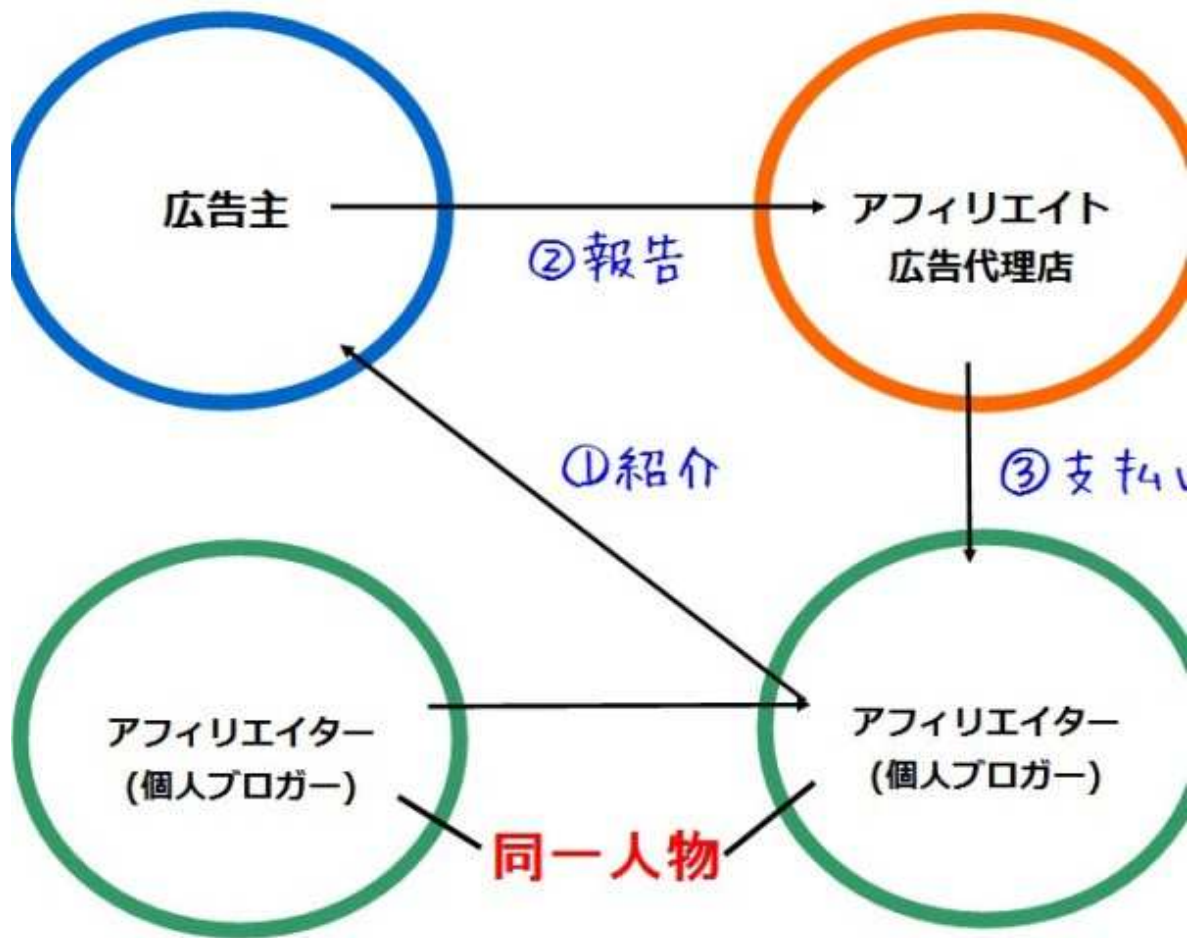 広告主
アフィリエイト
広告代理店
②報告
①紹介
③支払い
アフィリエイター
(個人ブロガー)
アフィリエイター
(個人ブロガー)
同一人物